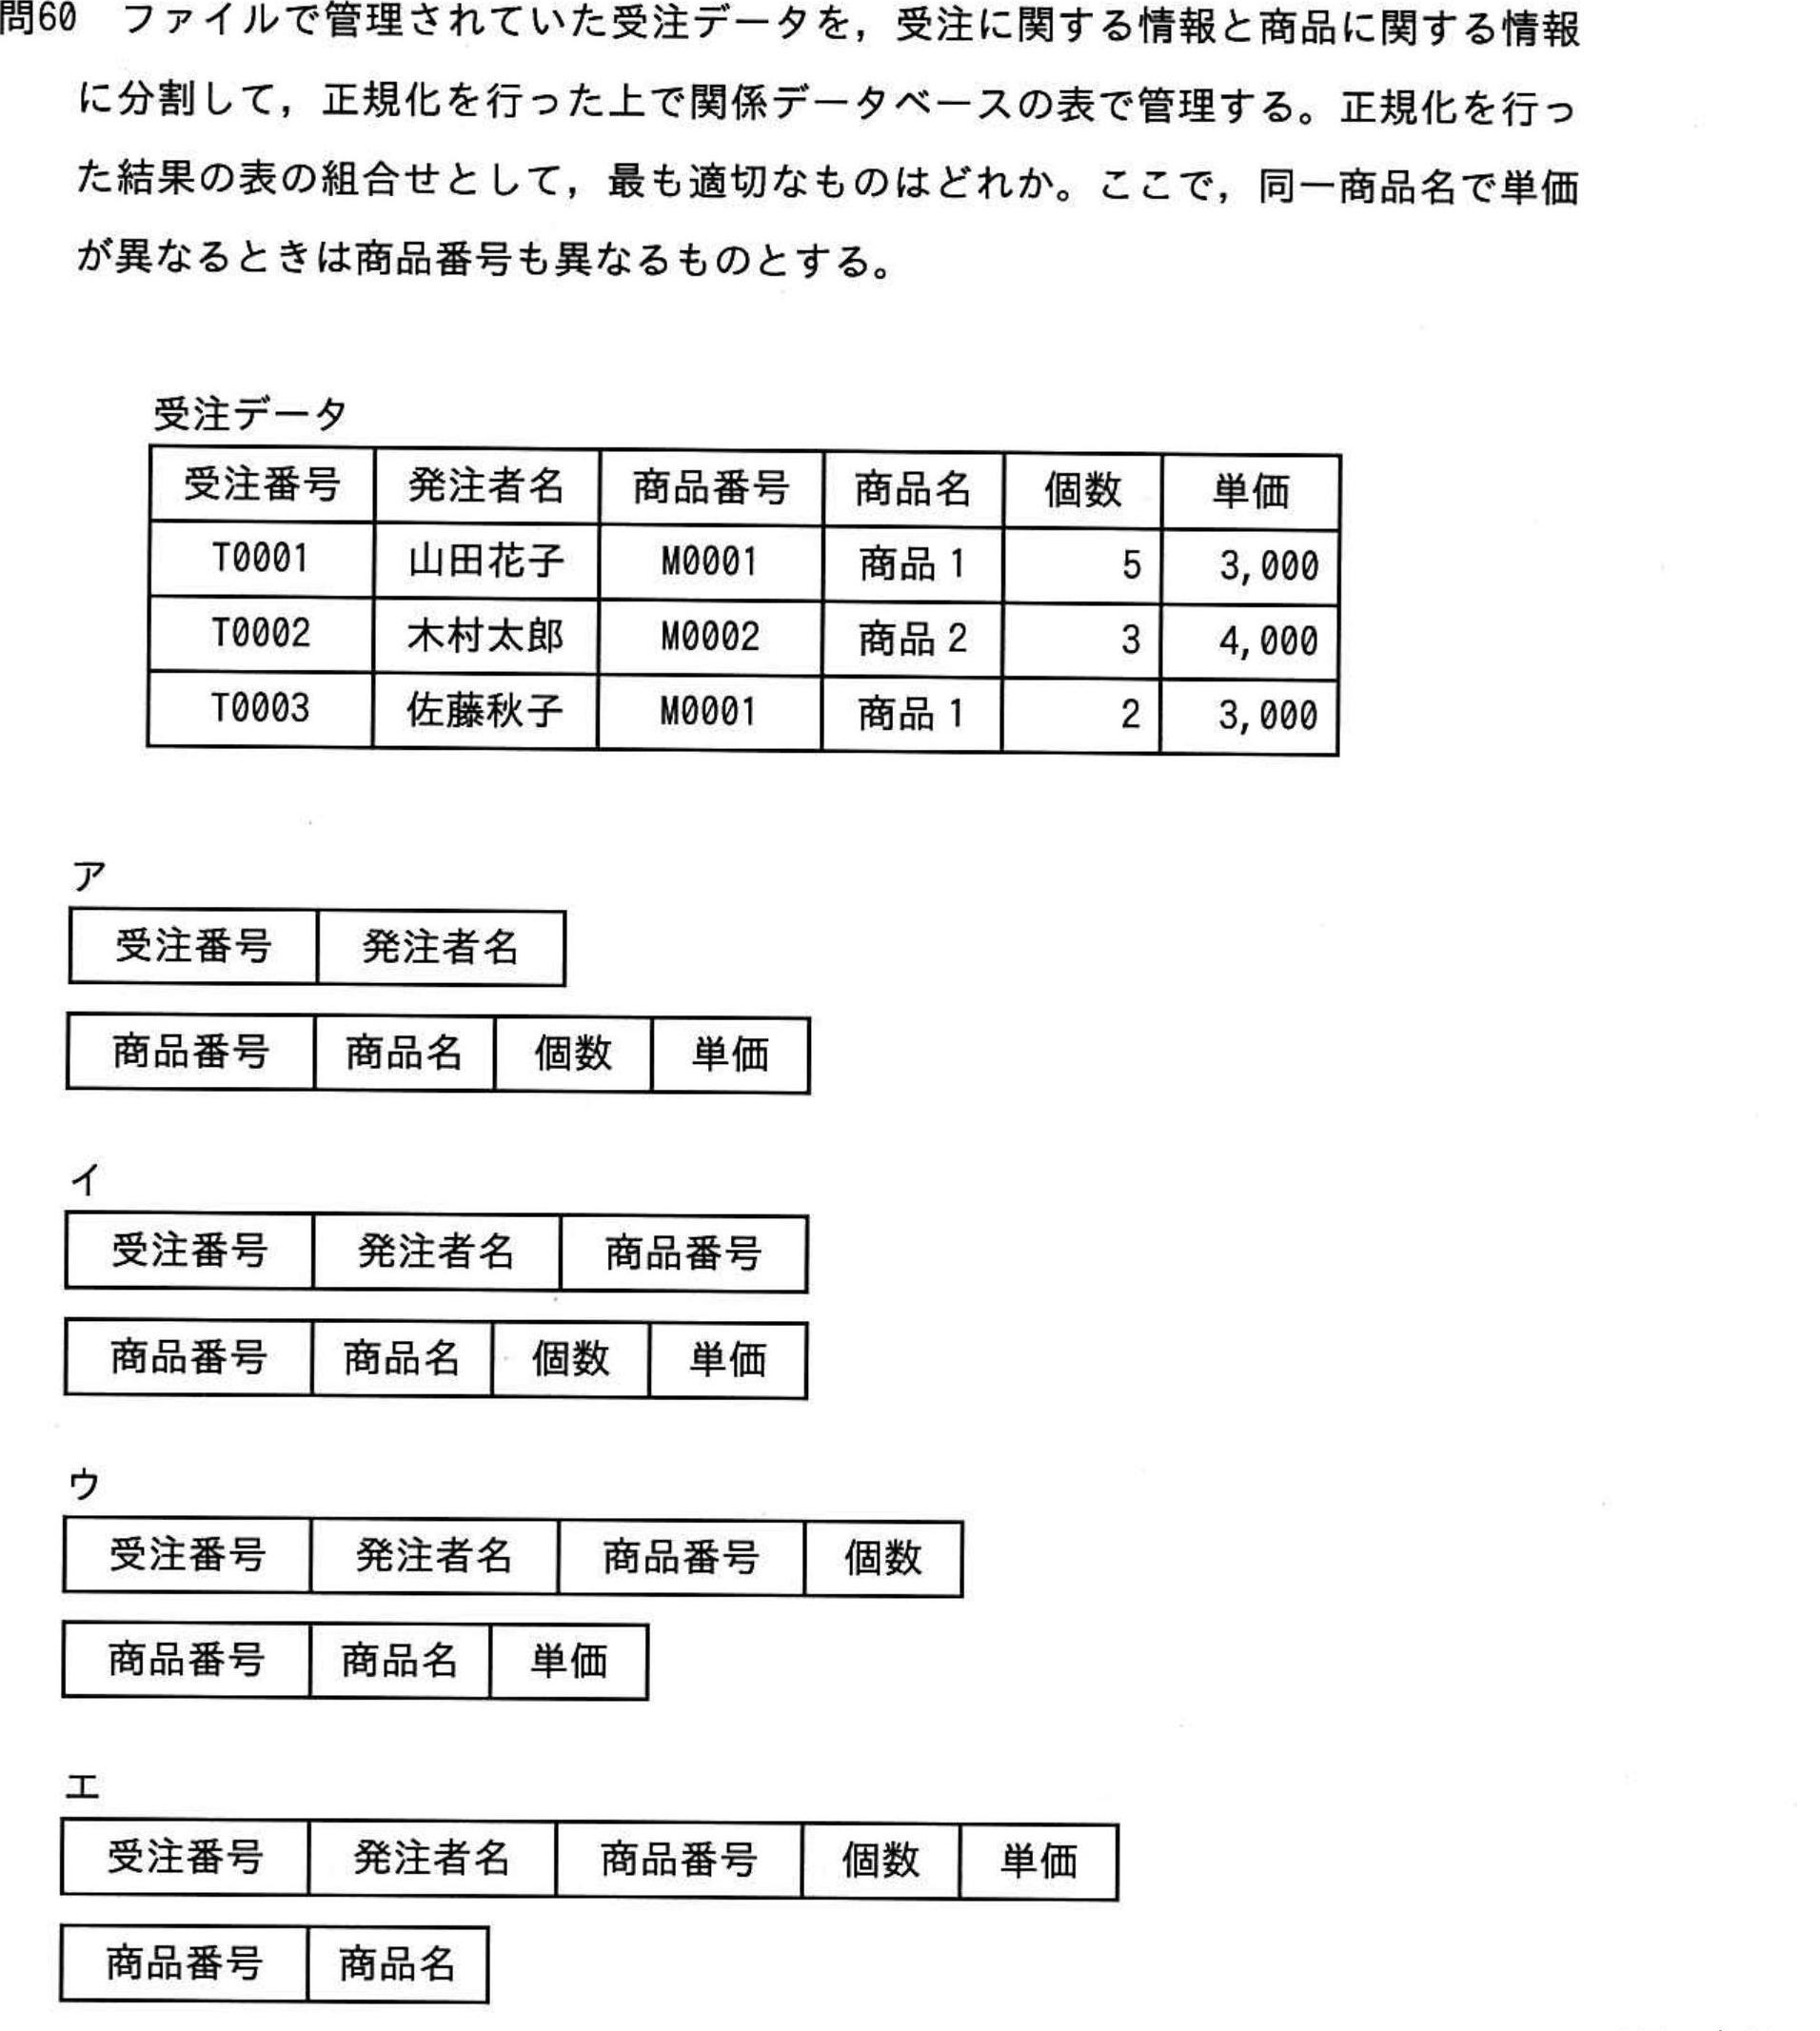 問60 ファイルで管理されていた受注データを，受注に関する情報と商品に関する情報
に分割して，正規化を行った上で関係データベースの表で管理する。正規化を行っ
た結果の表の組合せとして，最も適切なものはどれか。ここで，同一商品名で単価
が異なるときは商品番号も異なるものとする。
受注データ
受注番号 発注者名 商品番号 商品名 個数 単価
T0001 山田花子 M0001 商品1 5 3,000
T0002 木村太郎 M0002 商品2 3 4,000
T0003 佐藤秋子 M0001 商品1 2 3,000
ア
受注番号 発注者名
商品番号 商品名 個数 単価
イ
受注番号 発注者名 商品番号
商品番号 商品名 個数 単価
ウ
受注番号 発注者名 商品番号 個数
商品番号 商品名 単価
エ
受注番号 発注者名 商品番号 個数 単価
商品番号 商品名